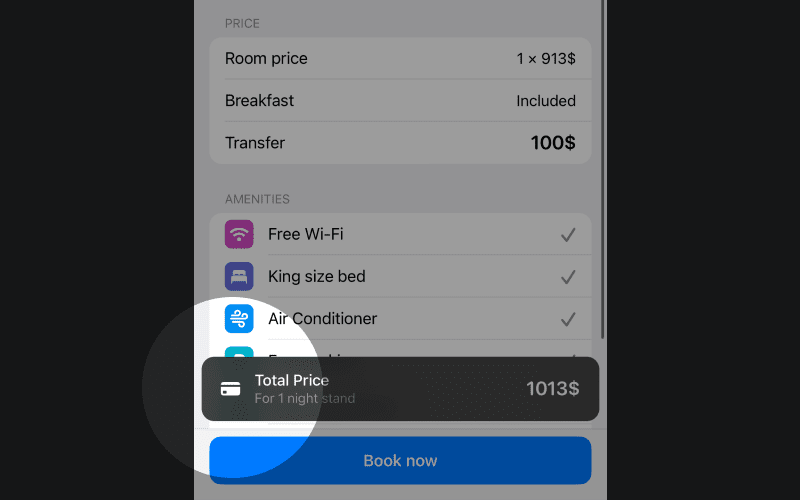 PRICE
Room price 1 × 913$
Breakfast Included
Transfer 100$
AMENITIES
Free Wi-Fi
King size bed
Air Conditioner
Total Price 1013$
For 1 night stand
Book now